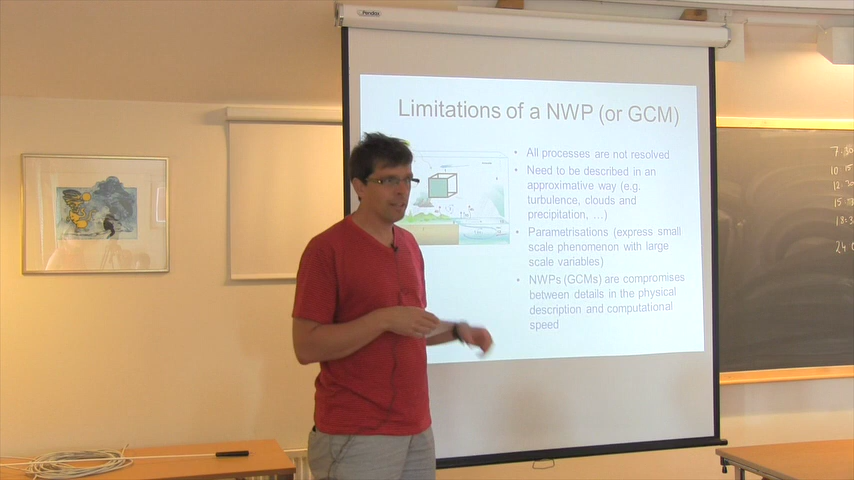 Limitations of a NWP (or GCM)
• All processes are not resolved
• Need to be described in an
approximative way (e.g.
turbulence, clouds and
precipitation, …)
• Parametrisations (express small
scale phenomenon with large
scale variables)
• NWPs (GCMs) are compromises
between details in the physical
description and computational
speed